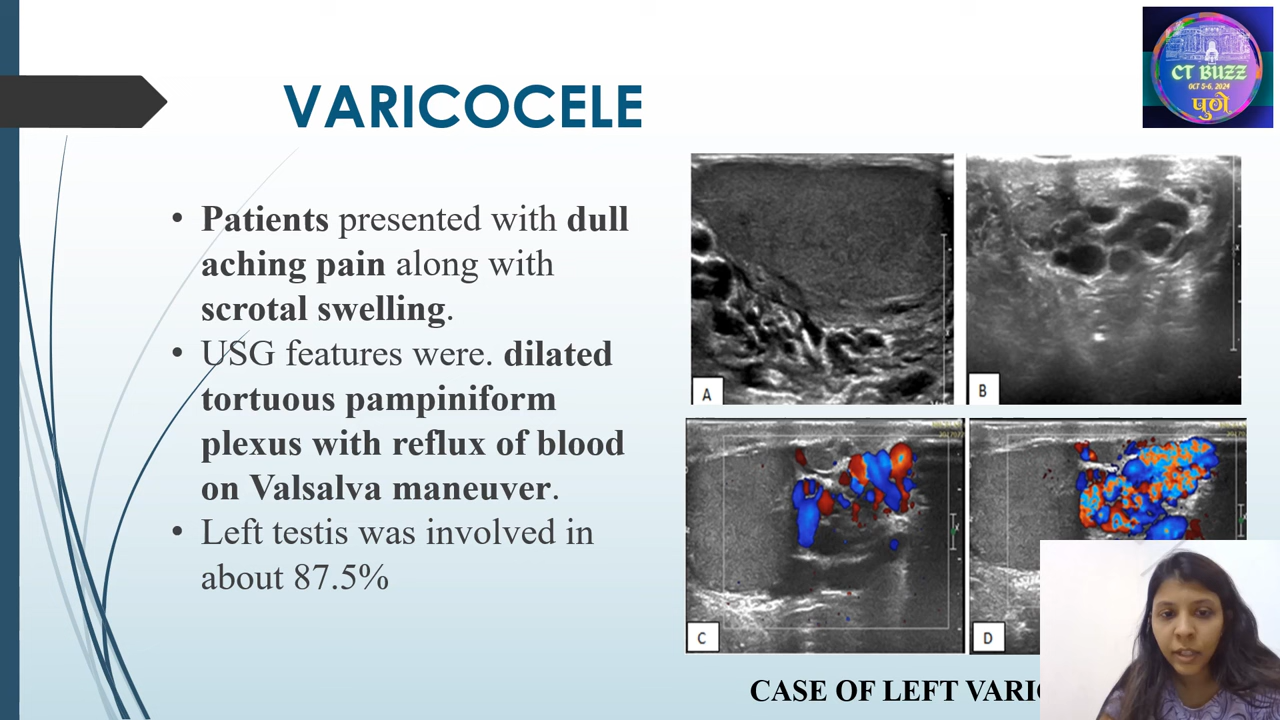 VARICOCELE
CT BUZZ
OCT 5-6, 2024
पुणे
• Patients presented with dull
aching pain along with
scrotal swelling.
• USG features were. dilated
tortuous pampiniform
plexus with reflux of blood
on Valsalva maneuver.
• Left testis was involved in
about 87.5%
A
B
C
D
CASE OF LEFT